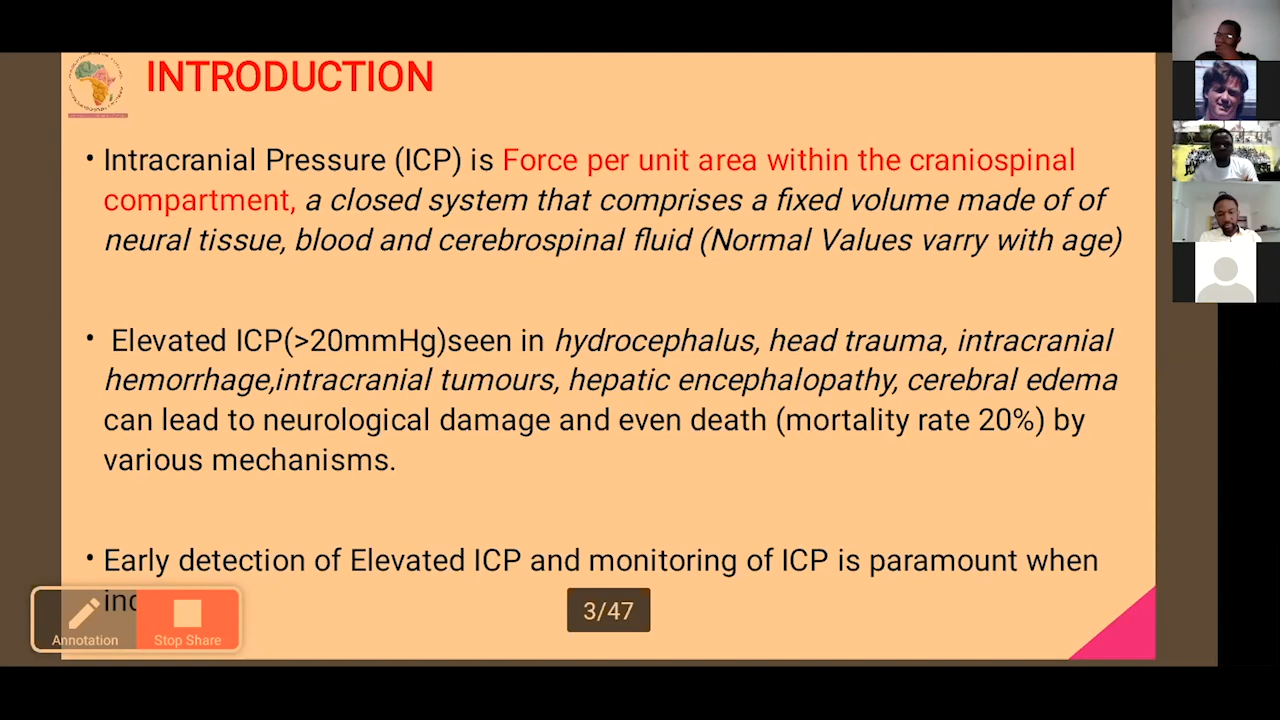 INTRODUCTION
• Intracranial Pressure (ICP) is Force per unit area within the craniospinal
compartment, a closed system that comprises a fixed volume made of of
neural tissue, blood and cerebrospinal fluid (Normal Values varry with age)
• Elevated ICP(>20mmHg)seen in hydrocephalus, head trauma, intracranial
hemorrhage,intracranial tumours, hepatic encephalopathy, cerebral edema
can lead to neurological damage and even death (mortality rate 20%) by
various mechanisms.
• Early detection of Elevated ICP and monitoring of ICP is paramount when
3/47
Annotation
Stop Share